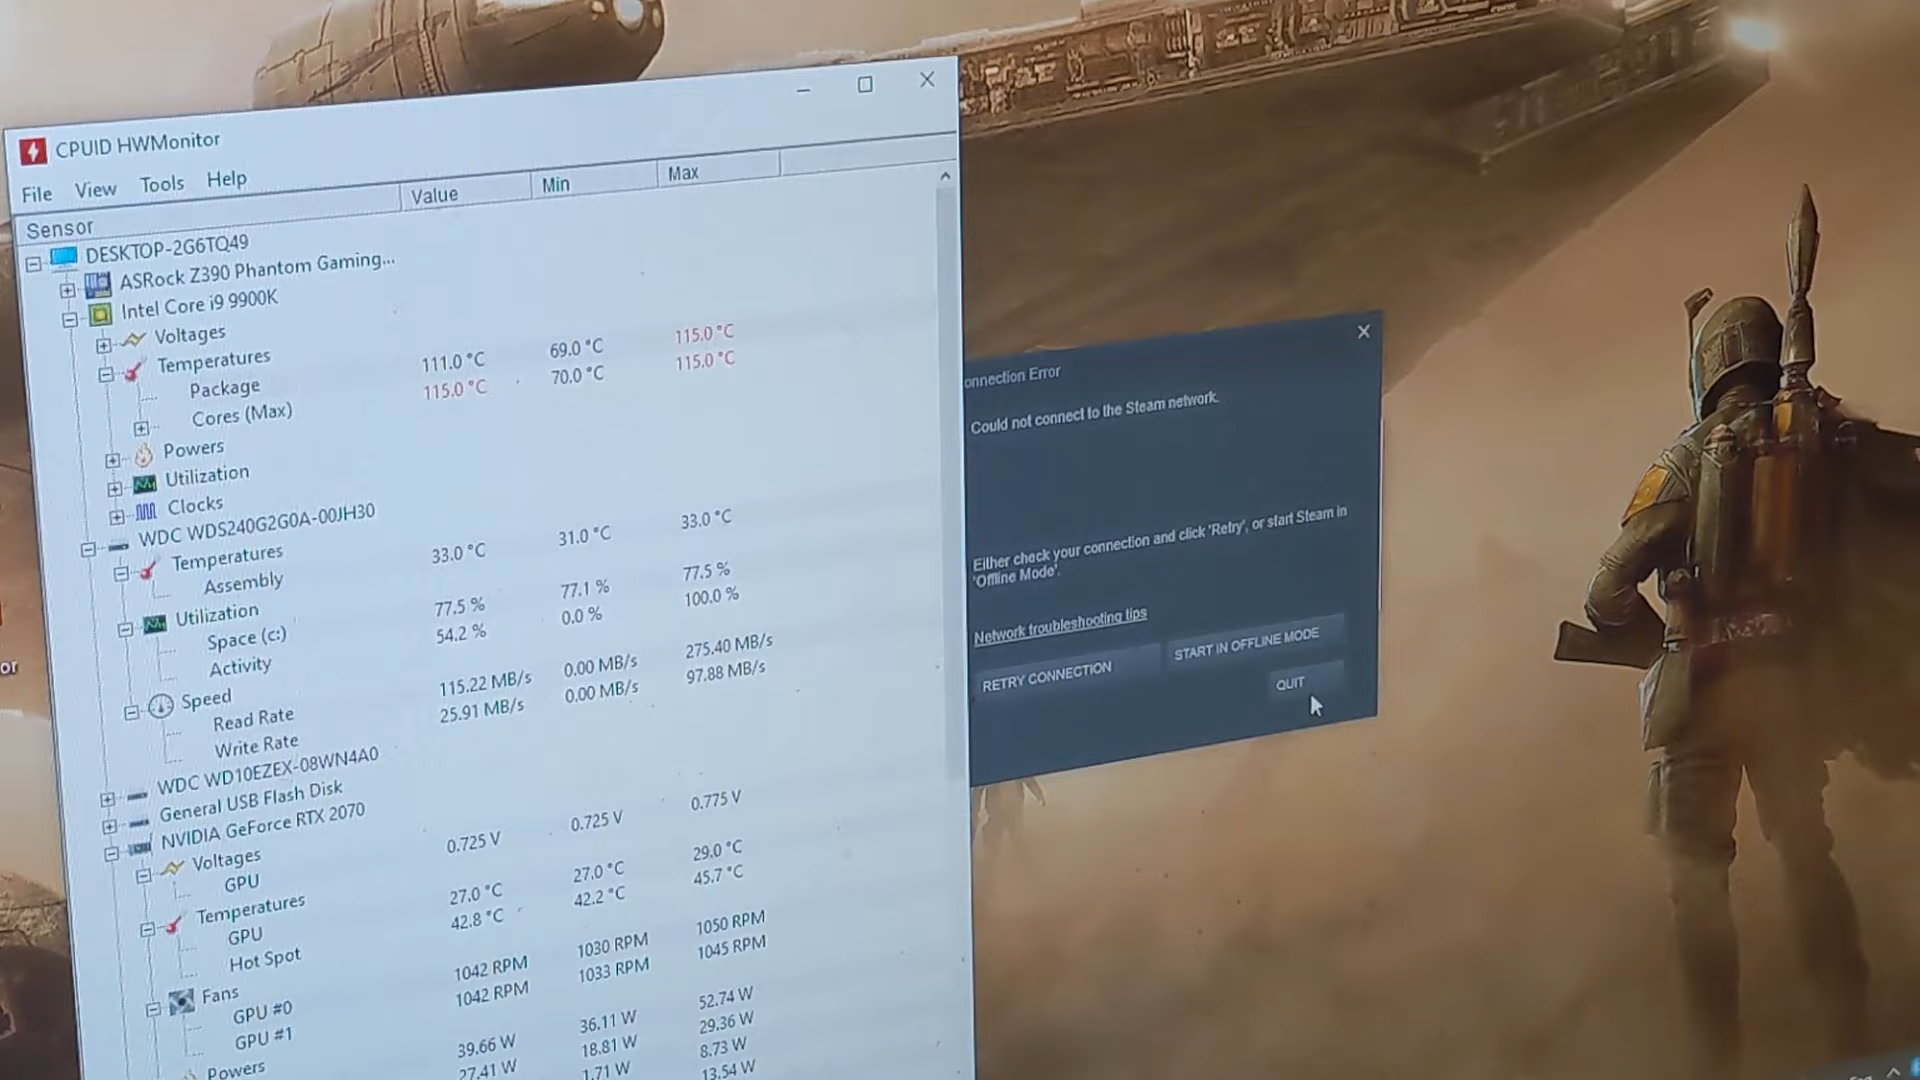 CPUID HWMonitor
File View Tools Help
Sensor Value Min Max
DESKTOP-2G6TQ49
ASRock Z390 Phantom Gaming...
Intel Core i9 9900K
Voltages
Temperatures
Package 111.0 °C 69.0 °C 115.0 °C
Cores (Max) 115.0 °C 70.0 °C 115.0 °C
Powers
Utilization
Clocks
WDC WDS240G2G0A-00JH30
Temperatures
Assembly 33.0 °C 31.0 °C 33.0 °C
Utilization
Space (c:) 77.5 % 77.1 % 77.5 %
Activity 54.2 % 0.0 % 100.0 %
Speed
Read Rate 115.22 MB/s 0.00 MB/s 275.40 MB/s
Write Rate 25.91 MB/s 0.00 MB/s 97.88 MB/s
WDC WD10EZEX-08WN4A0
General USB Flash Disk
NVIDIA GeForce RTX 2070
Voltages
GPU 0.725 V 0.725 V 0.775 V
Temperatures
GPU 27.0 °C 27.0 °C 29.0 °C
Hot Spot 42.8 °C 42.2 °C 45.7 °C
Fans
GPU #0 1042 RPM 1030 RPM 1050 RPM
GPU #1 1042 RPM 1033 RPM 1045 RPM
Powers
39.66 W 36.11 W 52.74 W
27.41 W 18.81 W 29.36 W
1.71 W 8.73 W
13.54 W
onnection Error
Could not connect to the Steam network.
Either check your connection and click 'Retry', or start Steam in
'Offline Mode'.
Network troubleshooting tips
RETRY CONNECTION START IN OFFLINE MODE
QUIT
or